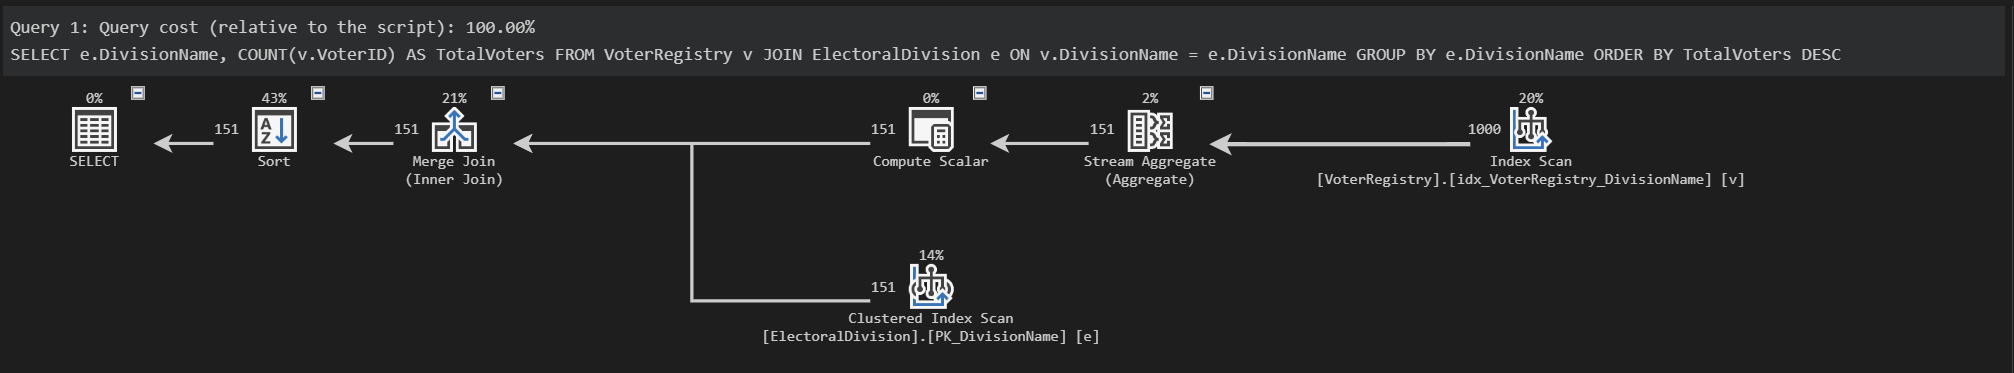 Query 1: Query cost (relative to the script): 100.00%
SELECT e.DivisionName, COUNT(v.VoterID) AS TotalVoters FROM VoterRegistry v JOIN ElectoralDivision e ON v.DivisionName = e.DivisionName GROUP BY e.DivisionName ORDER BY TotalVoters DESC
0%
SELECT
151
43%
A
Z
Sort
151
21%
Merge Join
(Inner Join)
151
0%
Compute Scalar
151
2%
Stream Aggregate
(Aggregate)
1000
20%
Index Scan
[VoterRegistry].[idx_VoterRegistry_DivisionName] [v]
151
14%
Clustered Index Scan
[ElectoralDivision].[PK_DivisionName] [e]